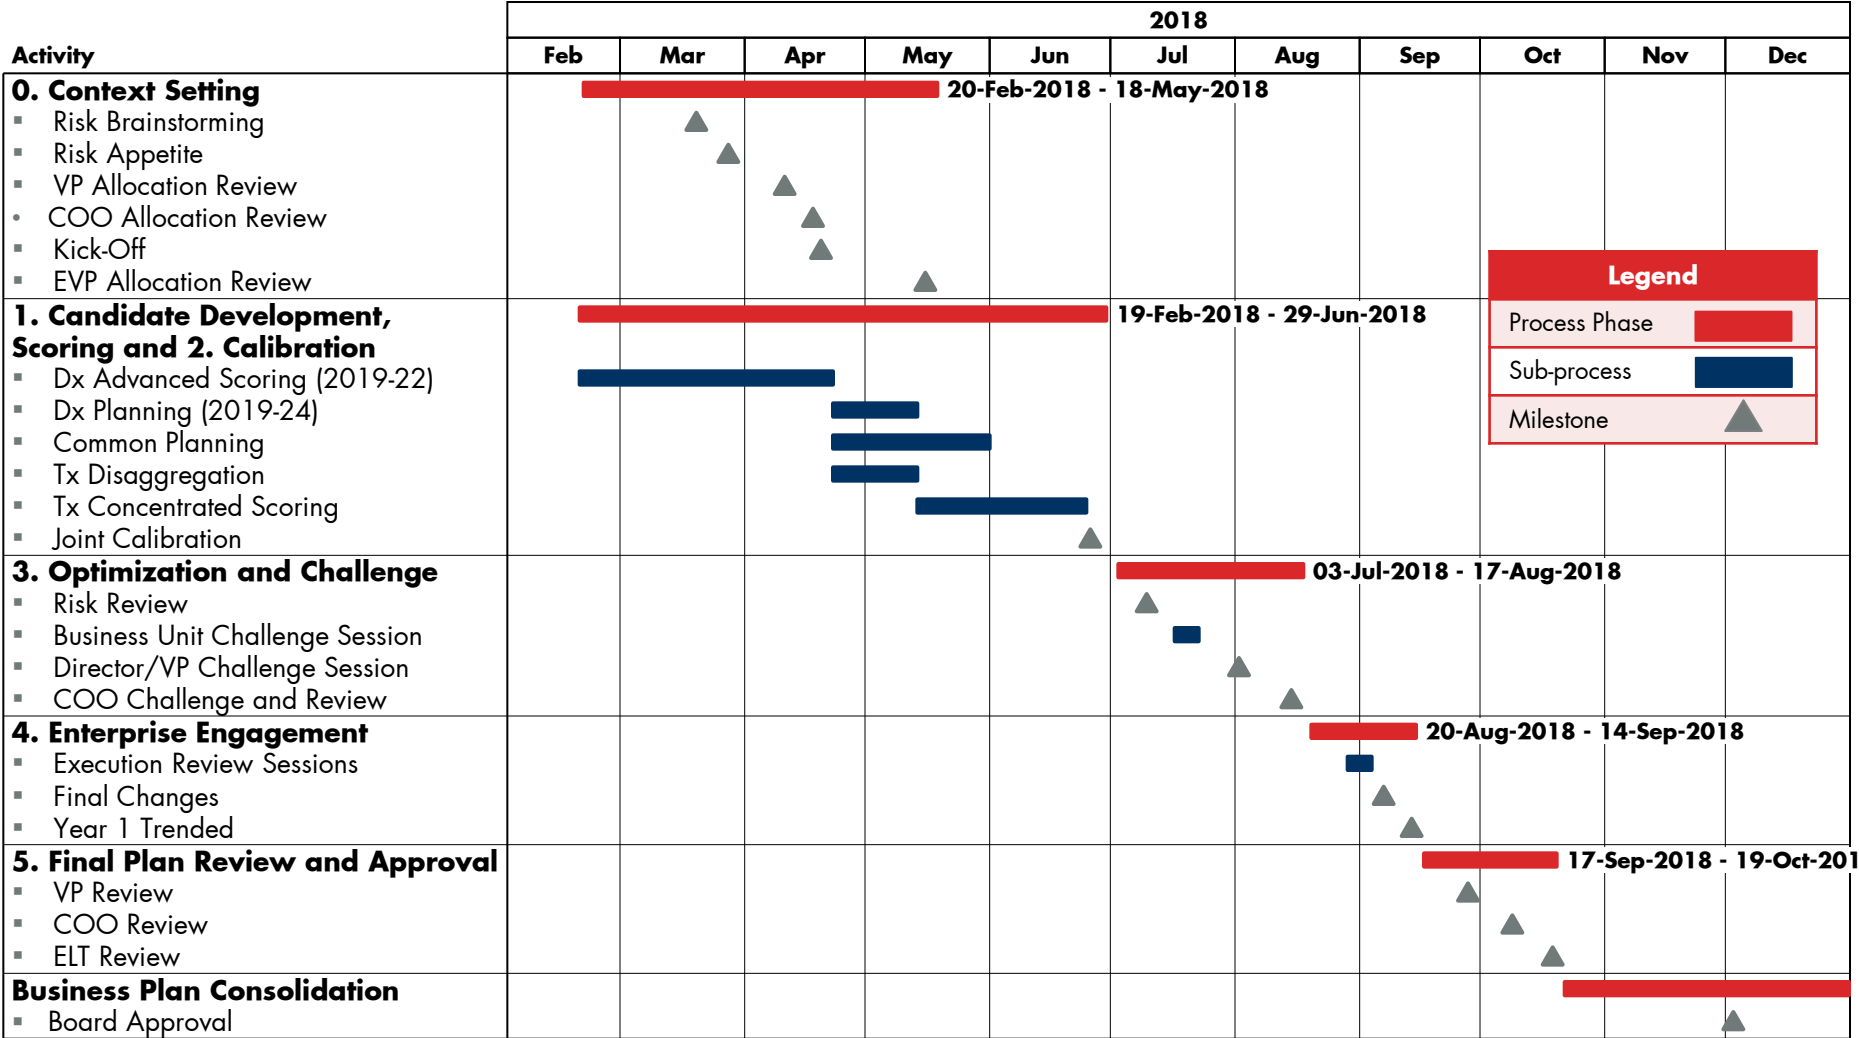 2018
Activity Feb Mar Apr May Jun Jul Aug Sep Oct Nov Dec
0. Context Setting 20-Feb-2018 - 18-May-2018
▪ Risk Brainstorming
▪ Risk Appetite
▪ VP Allocation Review
• COO Allocation Review
▪ Kick-Off
▪ EVP Allocation Review
Legend
Process Phase
Sub-process
Milestone
1. Candidate Development, 19-Feb-2018 - 29-Jun-2018
Scoring and 2. Calibration
▪ Dx Advanced Scoring (2019-22)
▪ Dx Planning (2019-24)
▪ Common Planning
▪ Tx Disaggregation
▪ Tx Concentrated Scoring
▪ Joint Calibration
3. Optimization and Challenge 03-Jul-2018 - 17-Aug-2018
▪ Risk Review
▪ Business Unit Challenge Session
▪ Director/VP Challenge Session
▪ COO Challenge and Review
4. Enterprise Engagement 20-Aug-2018 - 14-Sep-2018
▪ Execution Review Sessions
▪ Final Changes
▪ Year 1 Trended
5. Final Plan Review and Approval 17-Sep-2018 - 19-Oct-201
▪ VP Review
▪ COO Review
▪ ELT Review
Business Plan Consolidation
▪ Board Approval